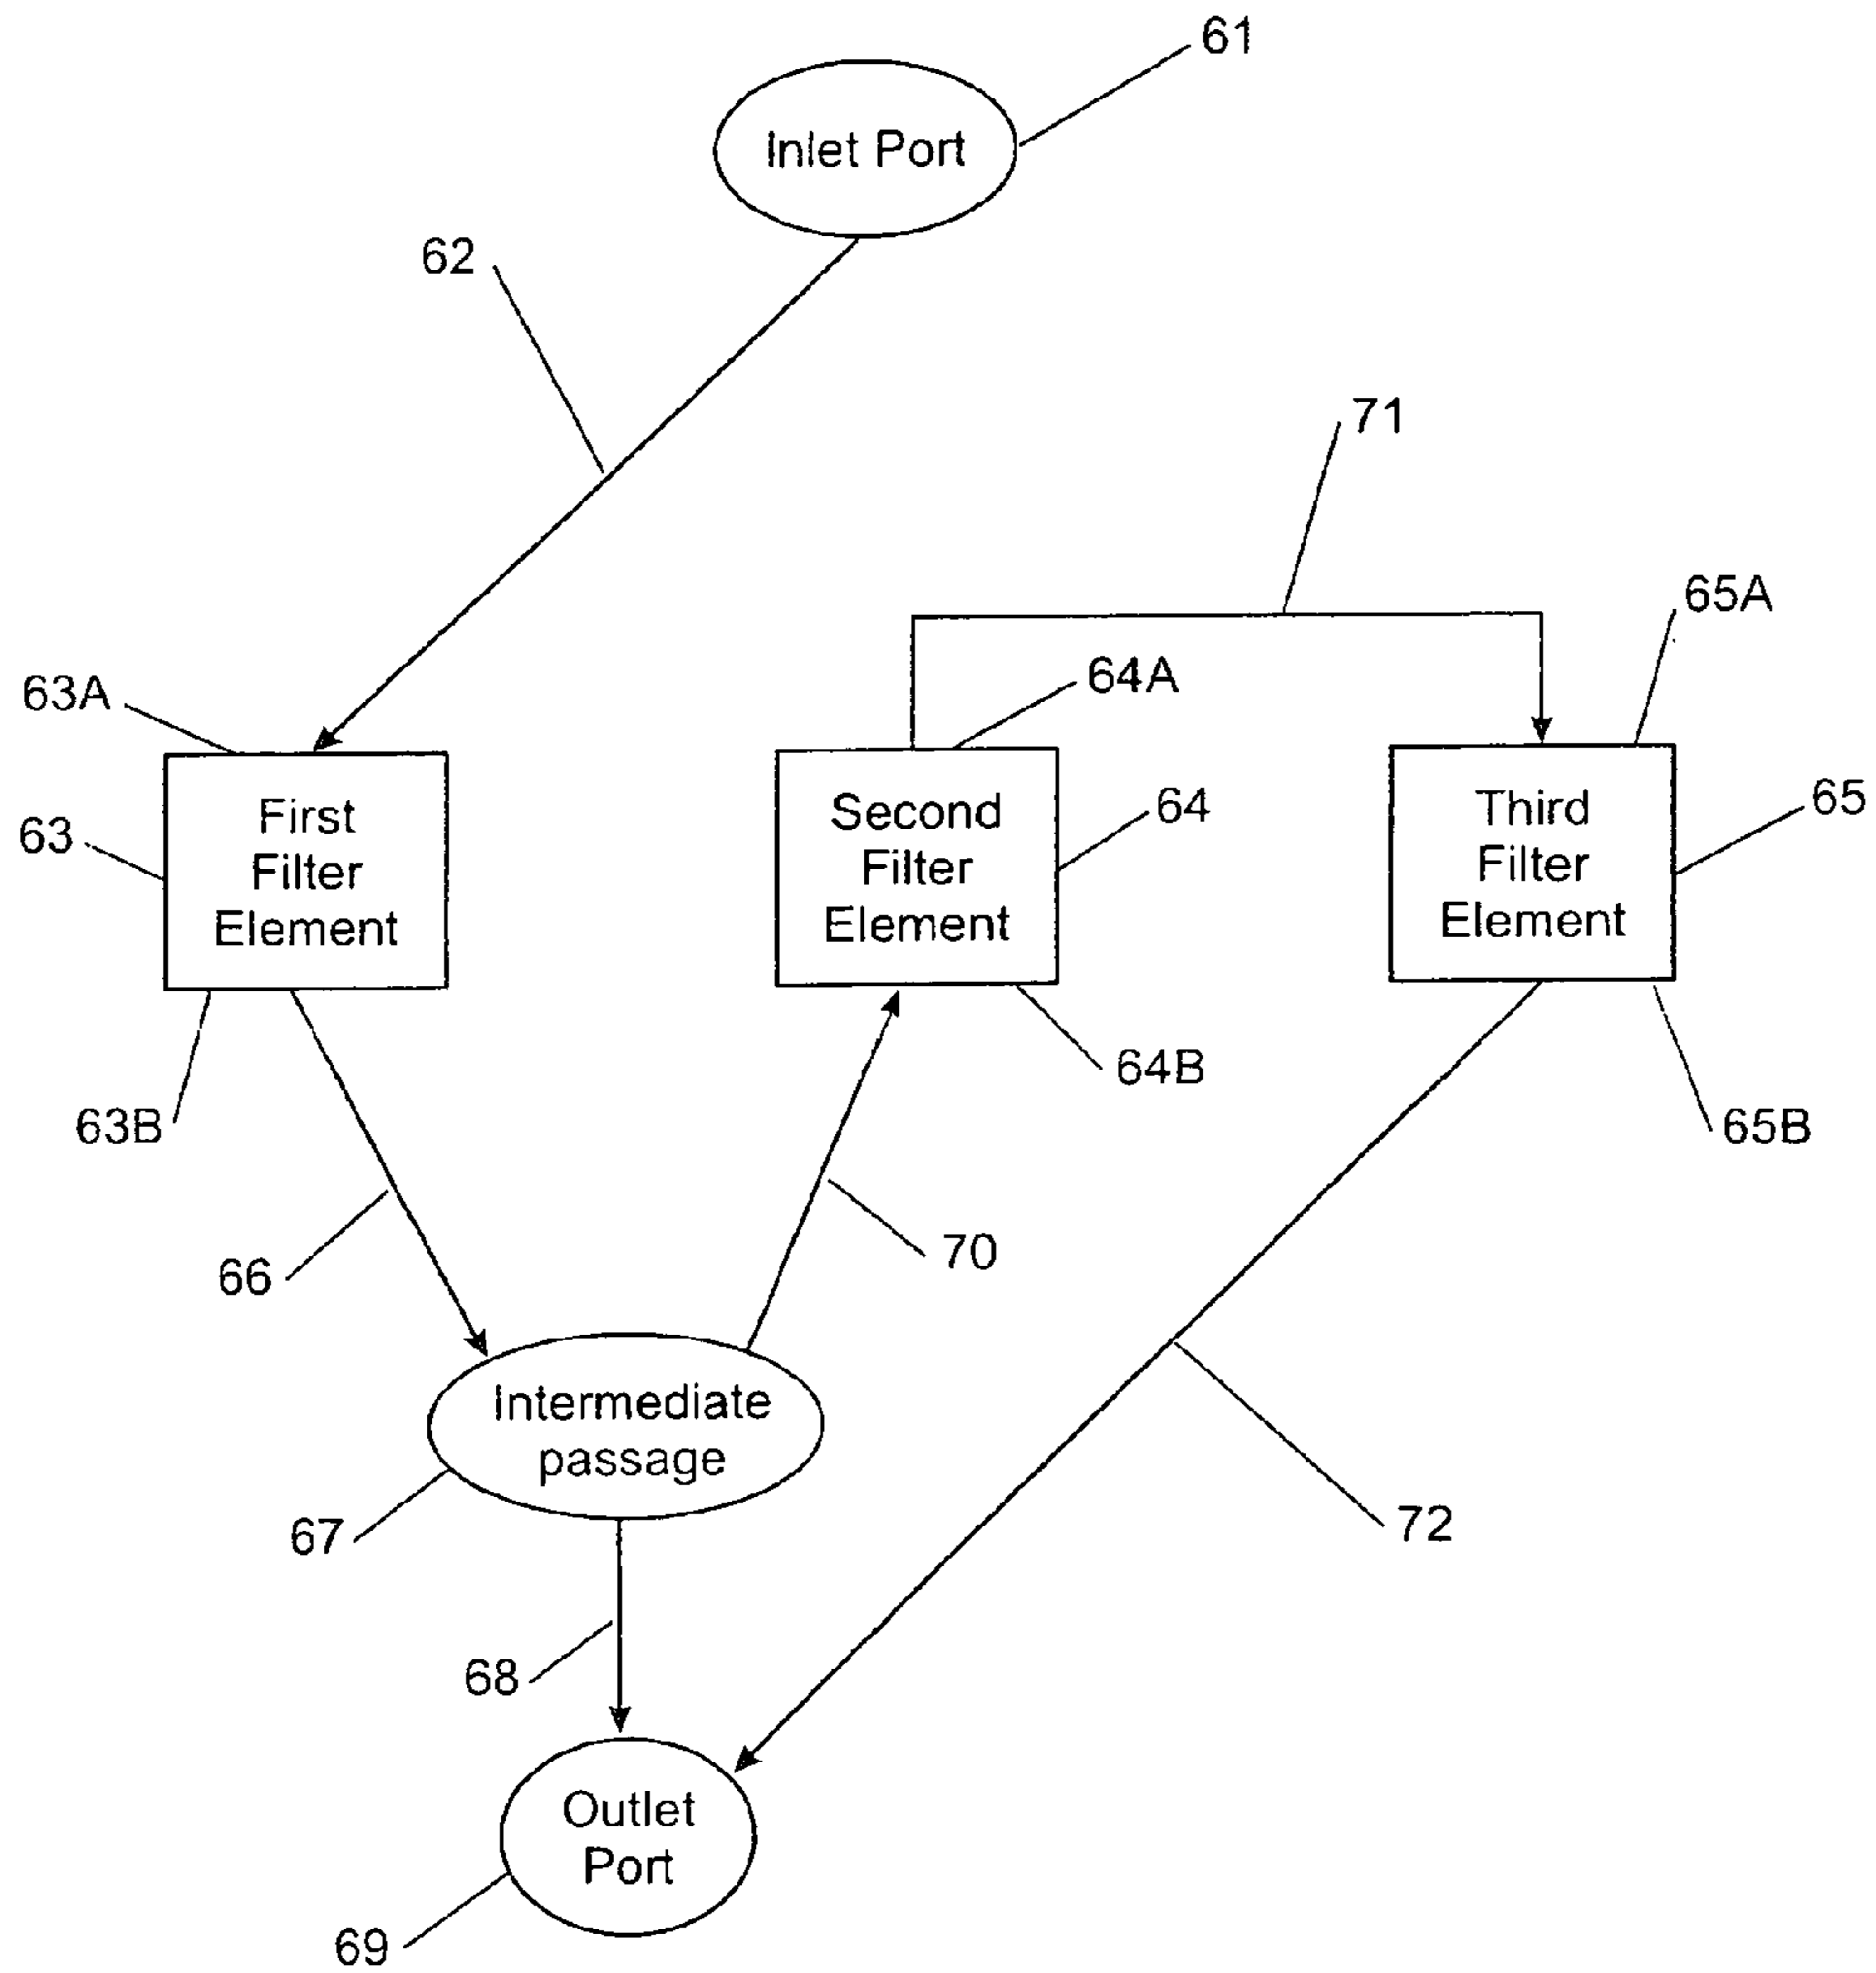 61
Inlet Port
62
71
65A
64A
63A
First
Filter
Element
63
Second
Filter
Element
64
Third
Filter
Element
65
64B
63B
65B
70
66
Intermediate
passage
67
72
68
Outlet
Port
69